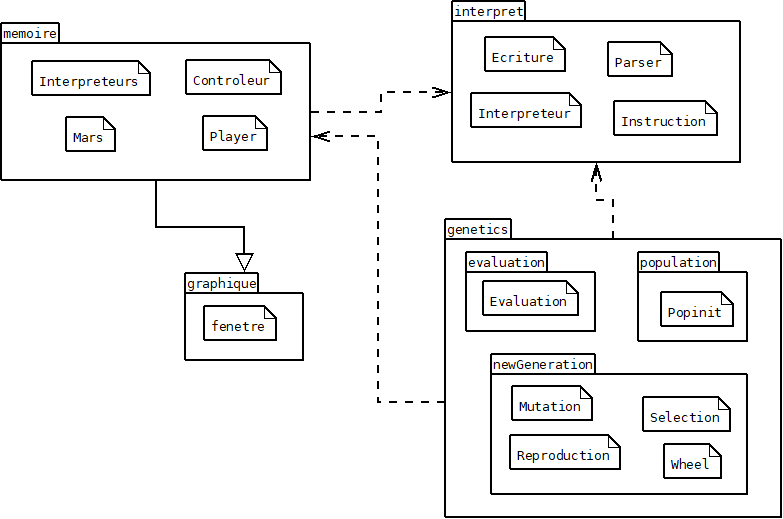 memoire
Interpreteurs
Controleur
Mars
Player
interpret
Ecriture
Parser
Interpreteur
Instruction
graphique
fenetre
genetics
evaluation
Evaluation
population
Popinit
newGeneration
Mutation
Selection
Reproduction
Wheel